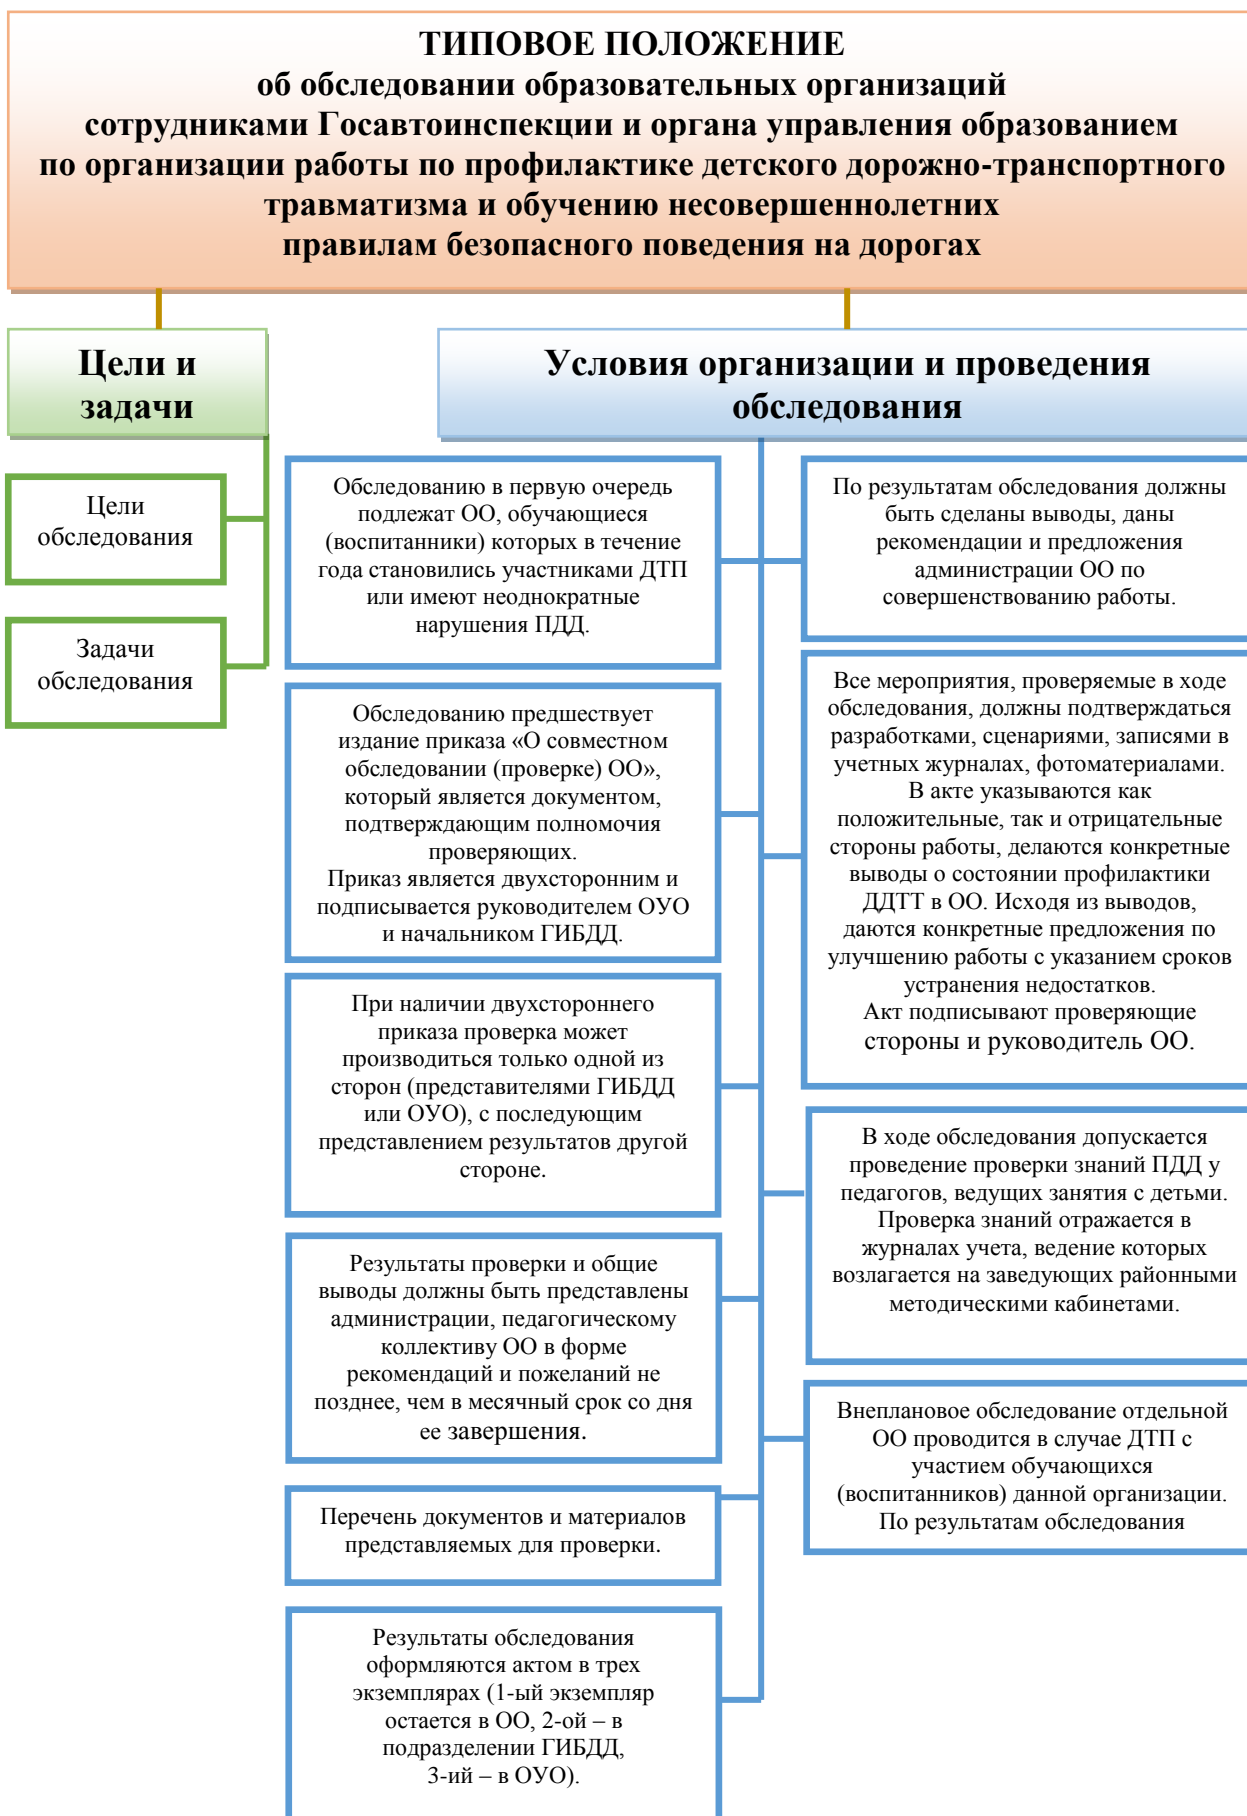 ТИПОВОЕ ПОЛОЖЕНИЕ
об обследовании образовательных организаций
сотрудниками Госавтоинспекции и органа управления образованием
по организации работы по профилактике детского дорожно-транспортного
травматизма и обучению несовершеннолетних
правилам безопасного поведения на дорогах
Цели и
задачи
Цели
обследования
Задачи
обследования
Условия организации и проведения
обследования
Обследованию в первую очередь
подлежат ОО, обучающиеся
(воспитанники) которых в течение
года становились участниками ДТП
или имеют неоднократные
нарушения ПДД.
Обследованию предшествует
издание приказа «О совместном
обследовании (проверке) ОО»,
который является документом,
подтверждающим полномочия
проверяющих.
Приказ является двухсторонним и
подписывается руководителем ОУО
и начальником ГИБДД.
При наличии двухстороннего
приказа проверка может
производиться только одной из
сторон (представителями ГИБДД
или ОУО), с последующим
представлением результатов другой
стороне.
Результаты проверки и общие
выводы должны быть представлены
администрации, педагогическому
коллективу ОО в форме
рекомендаций и пожеланий не
позднее, чем в месячный срок со дня
ее завершения.
Перечень документов и материалов
представляемых для проверки.
Результаты обследования
оформляются актом в трех
экземплярах (1-ый экземпляр
остается в ОО, 2-ой – в
подразделении ГИБДД,
3-ий – в ОУО).
По результатам обследования должны
быть сделаны выводы, даны
рекомендации и предложения
администрации ОО по
совершенствованию работы.
Все мероприятия, проверяемые в ходе
обследования, должны подтверждаться
разработками, сценариями, записями в
учетных журналах, фотоматериалами.
В акте указываются как
положительные, так и отрицательные
стороны работы, делаются конкретные
выводы о состоянии профилактики
ДДТТ в ОО. Исходя из выводов,
даются конкретные предложения по
улучшению работы с указанием сроков
устранения недостатков.
Акт подписывают проверяющие
стороны и руководитель ОО.
В ходе обследования допускается
проведение проверки знаний ПДД у
педагогов, ведущих занятия с детьми.
Проверка знаний отражается в
журналах учета, ведение которых
возлагается на заведующих районными
методическими кабинетами.
Внеплановое обследование отдельной
ОО проводится в случае ДТП с
участием обучающихся
(воспитанников) данной организации.
По результатам обследования